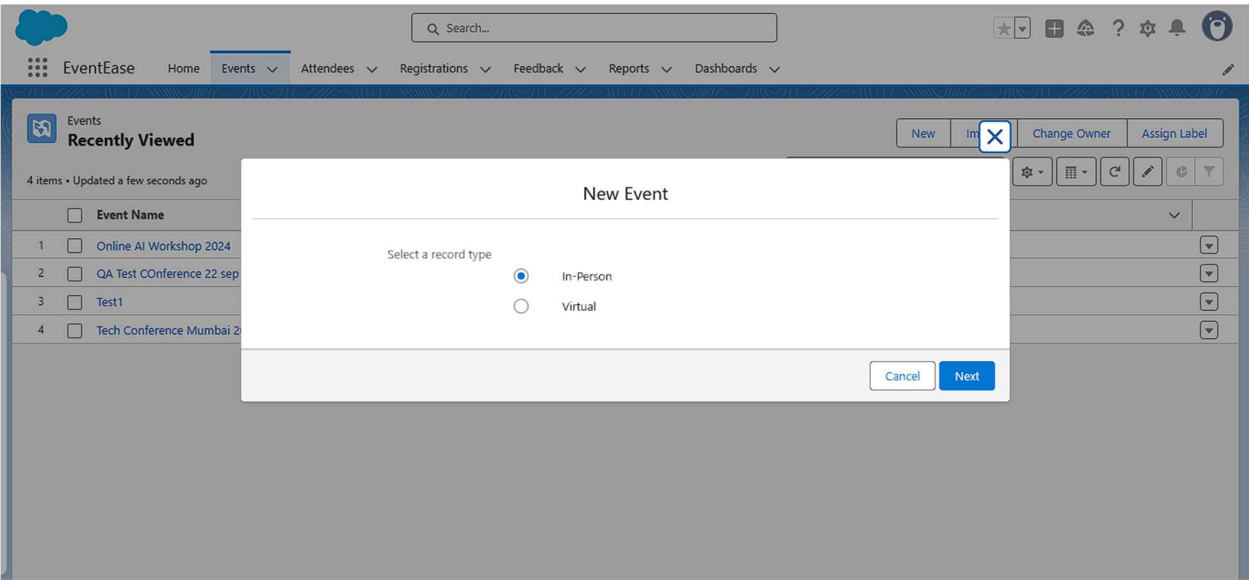 Search...
EventEase Home Events Attendees Registrations Feedback Reports Dashboards
Events
Recently Viewed
New Im Change Owner Assign Label
4 items • Updated a few seconds ago
New Event
Event Name
Select a record type
1 Online AI Workshop 2024
In-Person
2 QA Test COnference 22 sep
3 Test1
Virtual
4 Tech Conference Mumbai 2
Cancel Next